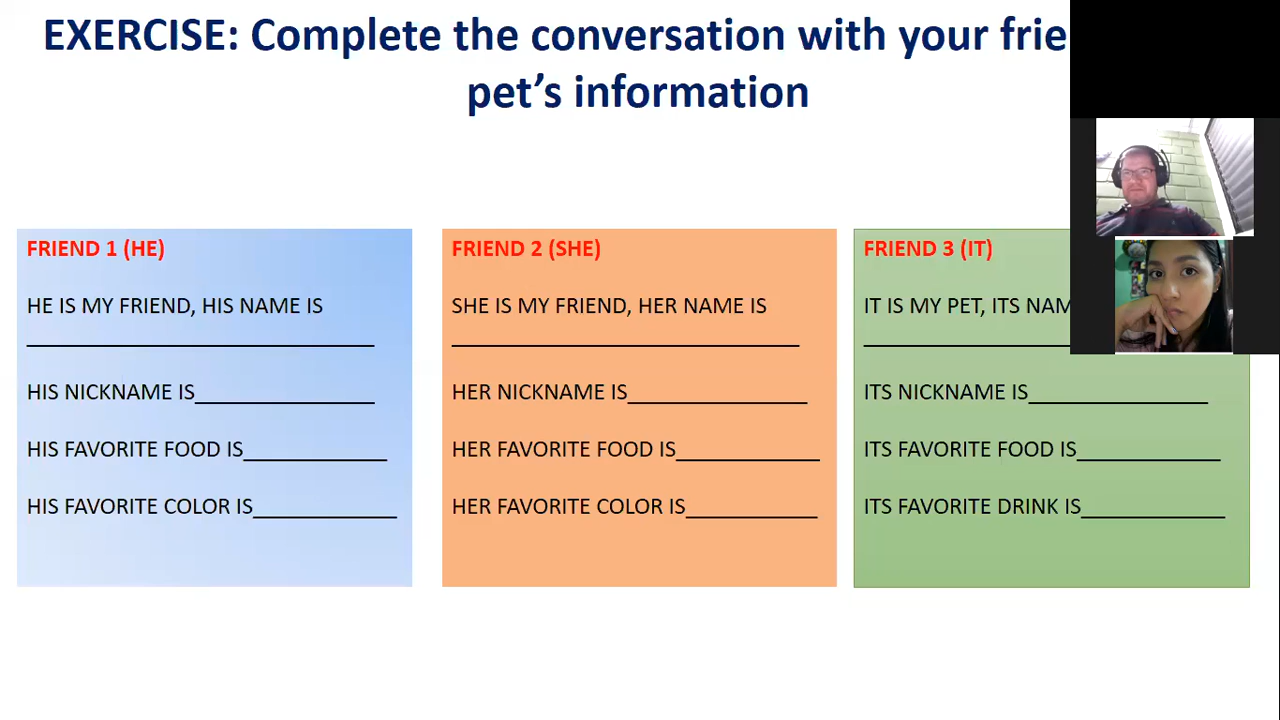 EXERCISE: Complete the conversation with your
pet’s information
FRIEND 1 (HE)
HE IS MY FRIEND, HIS NAME IS
HIS NICKNAME IS
HIS FAVORITE FOOD IS
HIS FAVORITE COLOR IS
FRIEND 2 (SHE)
SHE IS MY FRIEND, HER NAME IS
HER NICKNAME IS
HER FAVORITE FOOD IS
HER FAVORITE COLOR IS
FRIEND 3 (IT)
IT IS MY PET, ITS
ITS NICKNAME IS
ITS FAVORITE FOOD IS
ITS FAVORITE DRINK IS